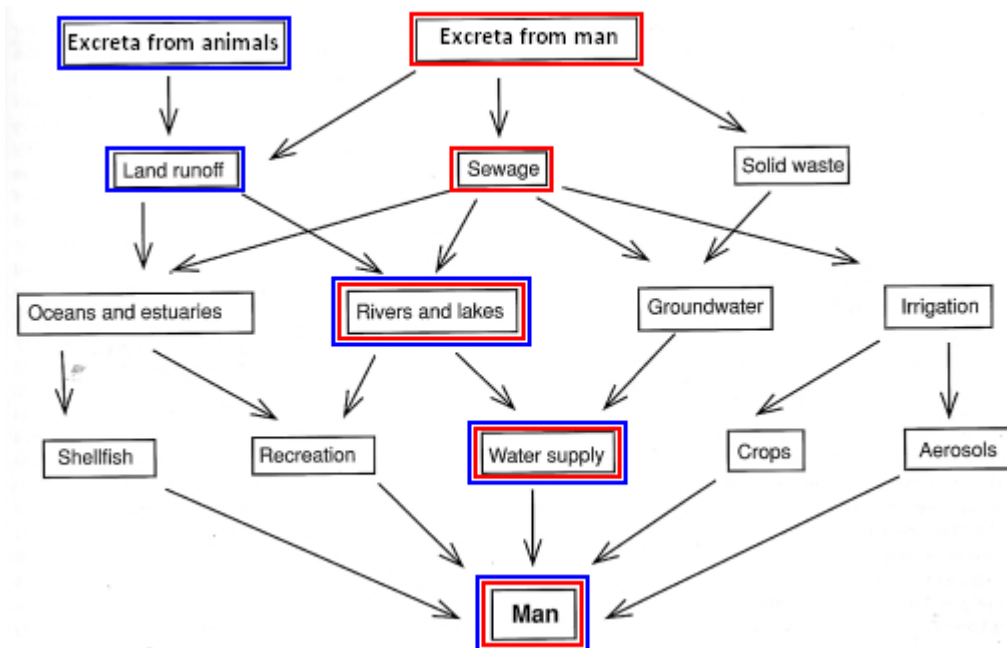 Excreta from animals
Excreta from man
Land runoff
Sewage
Solid waste
Oceans and estuaries
Rivers and lakes
Groundwater
Irrigation
Shellfish
Recreation
Water supply
Crops
Aerosols
Man